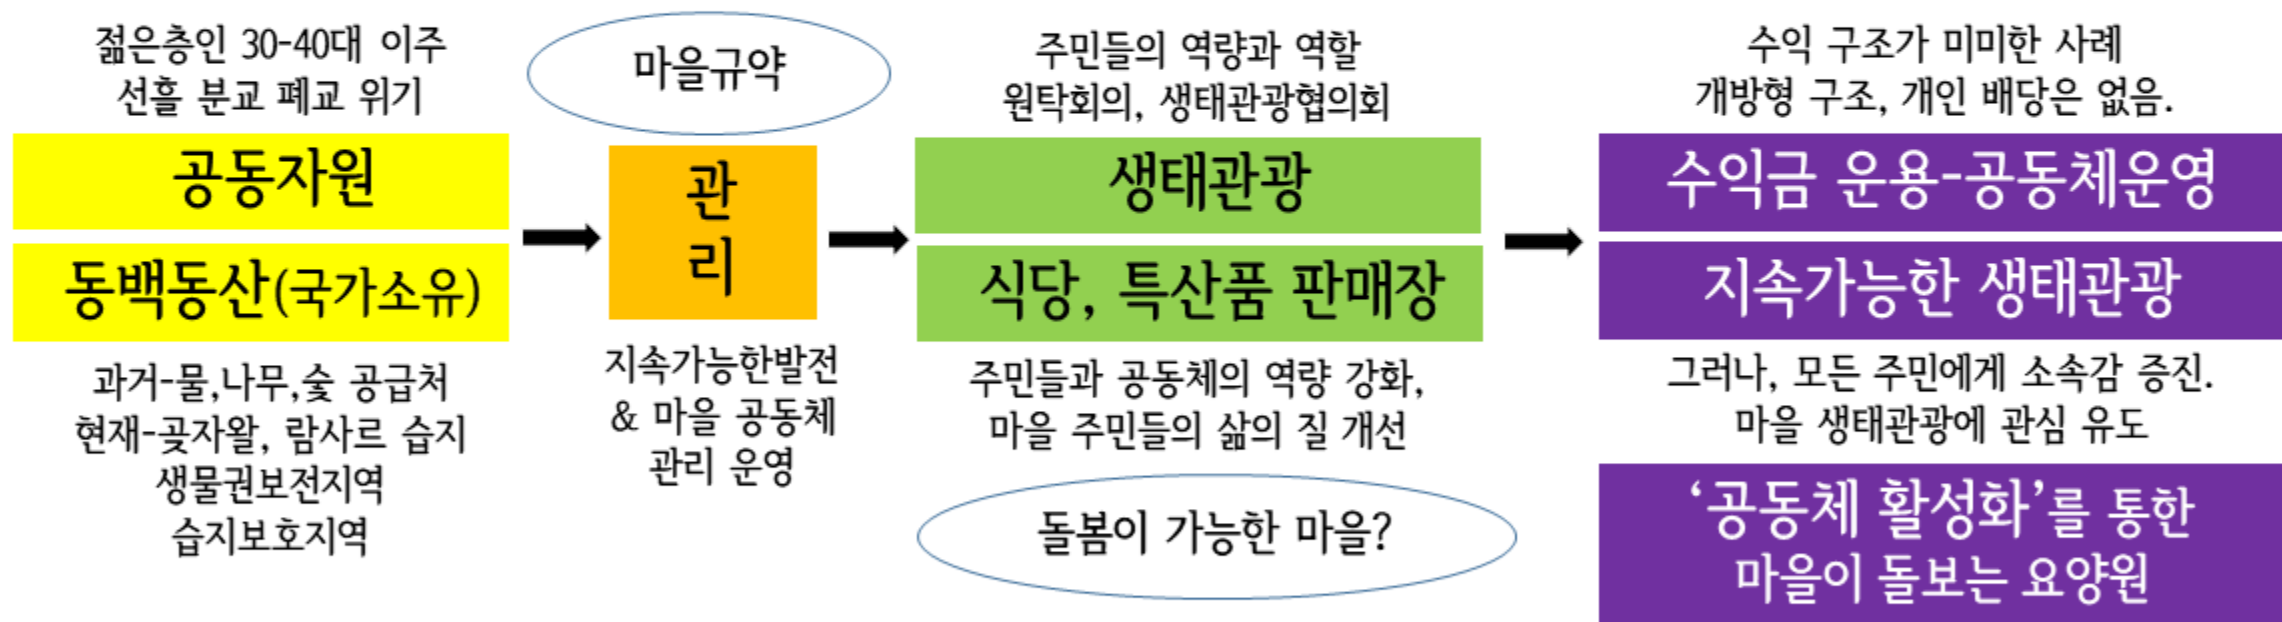 젊은층인 30-40대 이주
선흘 분교 폐교 위기
공동자원
동백동산(국가소유)
과거-물,나무,숯 공급처
현재-곶자왈, 람사르 습지
생물권보전지역
습지보호지역
마을규약
관
리
지속가능한발전
& 마을 공동체
관리 운영
주민들의 역량과 역할
원탁회의, 생태관광협의회
생태관광
식당, 특산품 판매장
주민들과 공동체의 역량 강화,
마을 주민들의 삶의 질 개선
돌봄이 가능한 마을?
수익 구조가 미미한 사례
개방형 구조, 개인 배당은 없음.
수익금 운용-공동체운영
지속가능한 생태관광
그러나, 모든 주민에게 소속감 증진.
마을 생태관광에 관심 유도
‘공동체 활성화’를 통한
마을이 돌보는 요양원